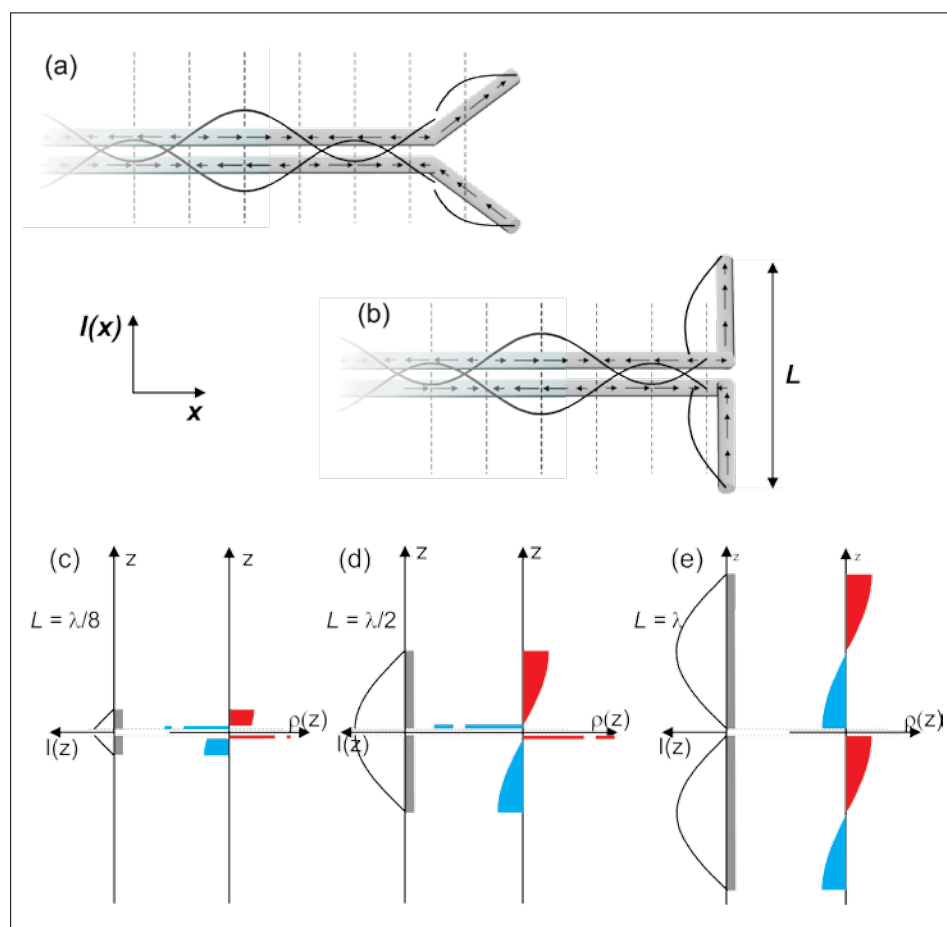 (a)
I(x)
x
(b)
L
(c)
z
z
L = λ/8
I(z)
ρ(z)
(d)
z
z
L = λ/2
I(z)
ρ(z)
(e)
z
z
L = λ
I(z)
ρ(z)